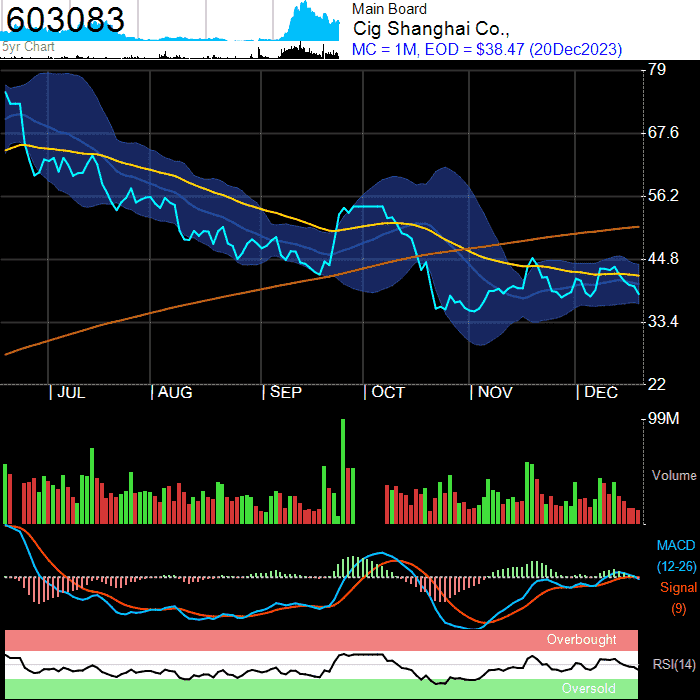 603083
5yr Chart
Main Board
Cig Shanghai Co.,
MC = 1M, EOD = $38.47 (20Dec2023)
79
67.6
56.2
44.8
33.4
22
| JUL | AUG | SEP | OCT | NOV | DEC
99M
Volume
MACD
(12-26)
Signal
(9)
Overbought
RSI(14)
Oversold